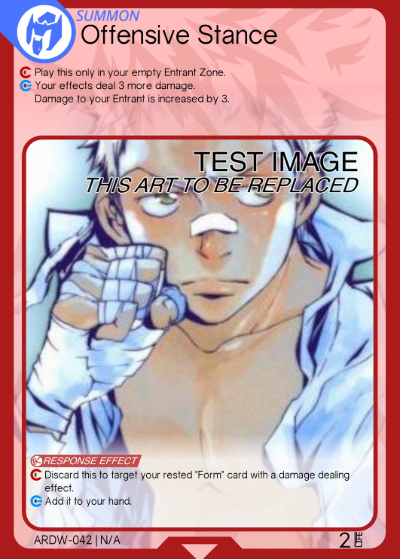 SUMMON
Offensive Stance
C Play this only in your empty Entrant Zone.
E Your effects deal 3 more damage.
Damage to your Entrant is increased by 3.
TEST IMAGE
THIS ART TO BE REPLACED
RESPONSE EFFECT
C Discard this to target your rested "Form" card with a damage dealing
effect.
E Add it to your hand.
ARDW-042 | N/A
2 LIFE